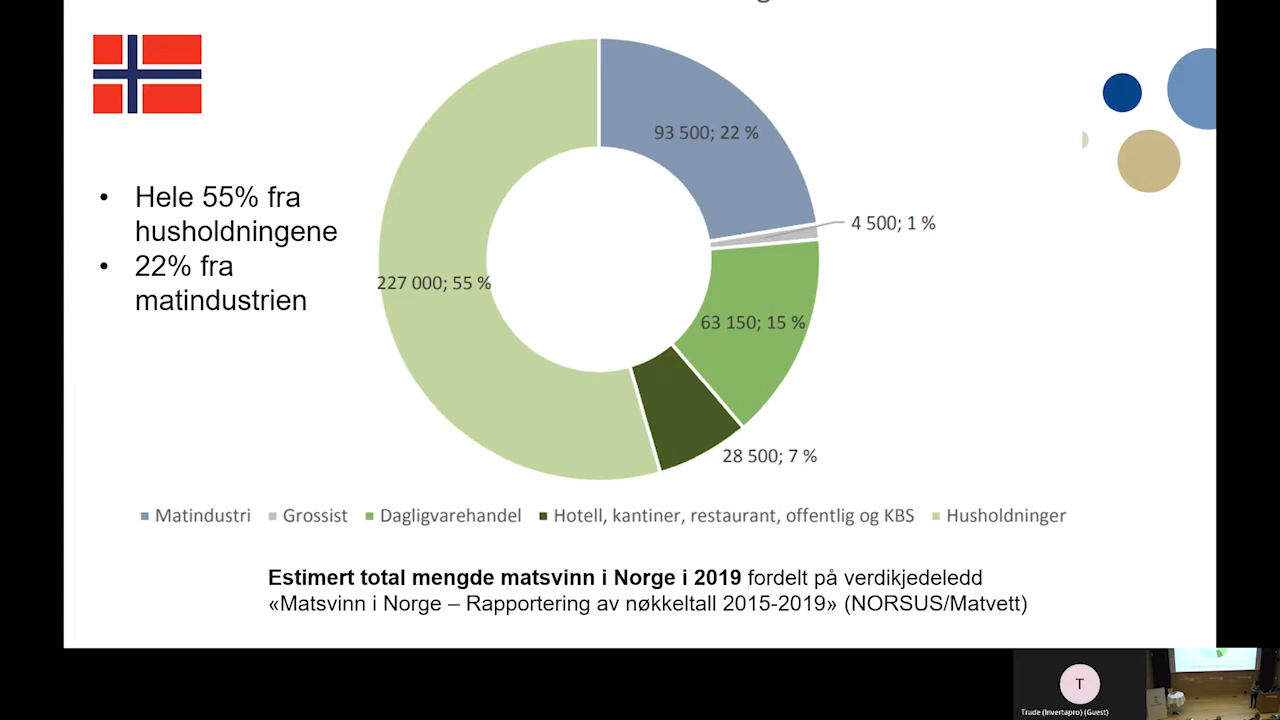 93 500; 22 %
• Hele 55% fra
husholdningene
• 22% fra
matindustrien
4 500; 1 %
227 000; 55 %
63 150; 15 %
28 500; 7 %
Matindustri Grossist Dagligvarehandel Hotell, kantiner, restaurant, offentlig og KBS Husholdninger
Estimert total mengde matsvinn i Norge i 2019 fordelt på verdikjedeledd
«Matsvinn i Norge – Rapportering av nøkkeltall 2015-2019» (NORSUS/Matvett)
T
Trude (Invertapro) (Guest)